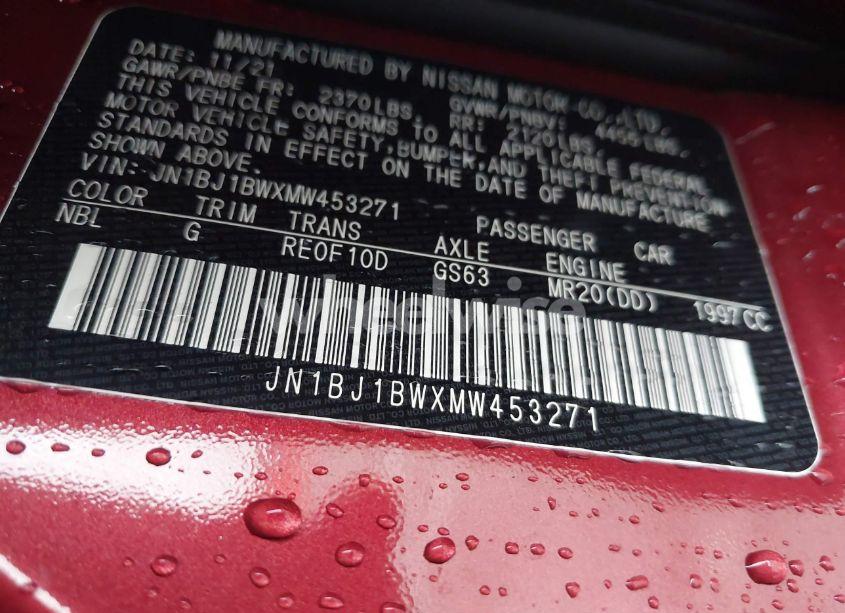 MANUFACTURED BY NISSAN MOTOR CO.,LTD.
DATE: 11/21 GVWR/PNBV: 4450LBS.
GAWR/PNBE FR: 2370LBS. RR: 2120LBS.
THIS VEHICLE CONFORMS TO ALL APPLICABLE FEDERAL
MOTOR VEHICLE SAFETY,BUMPER,AND THEFT PREVENTION
STANDARDS IN EFFECT ON THE DATE OF MANUFACTURE
SHOWN ABOVE.
VIN: JN1BJ1BWXMW453271 PASSENGER CAR
COLOR TRIM TRANS AXLE ENGINE
NBL G RE0F10D GS63 MR20(DD) 1997CC
wheelwise
JN1BJ1BWXMW453271